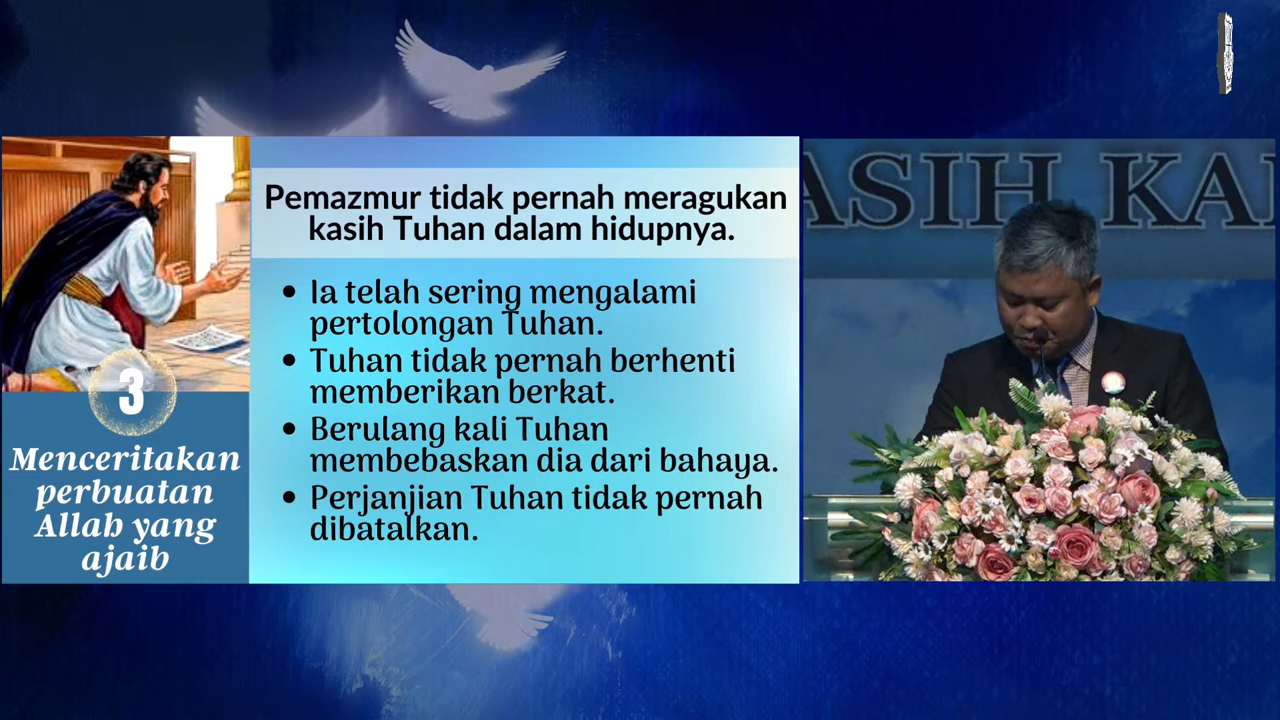 Pemazmur tidak pernah meragukan
kasih Tuhan dalam hidupnya.
• Ia telah sering mengalami
pertolongan Tuhan.
• Tuhan tidak pernah berhenti
memberikan berkat.
• Berulang kali Tuhan
membebaskan dia dari bahaya.
• Perjanjian Tuhan tidak pernah
dibatalkan.
3
Menceritakan
perbuatan
Allah yang
ajaib
ASIH KA